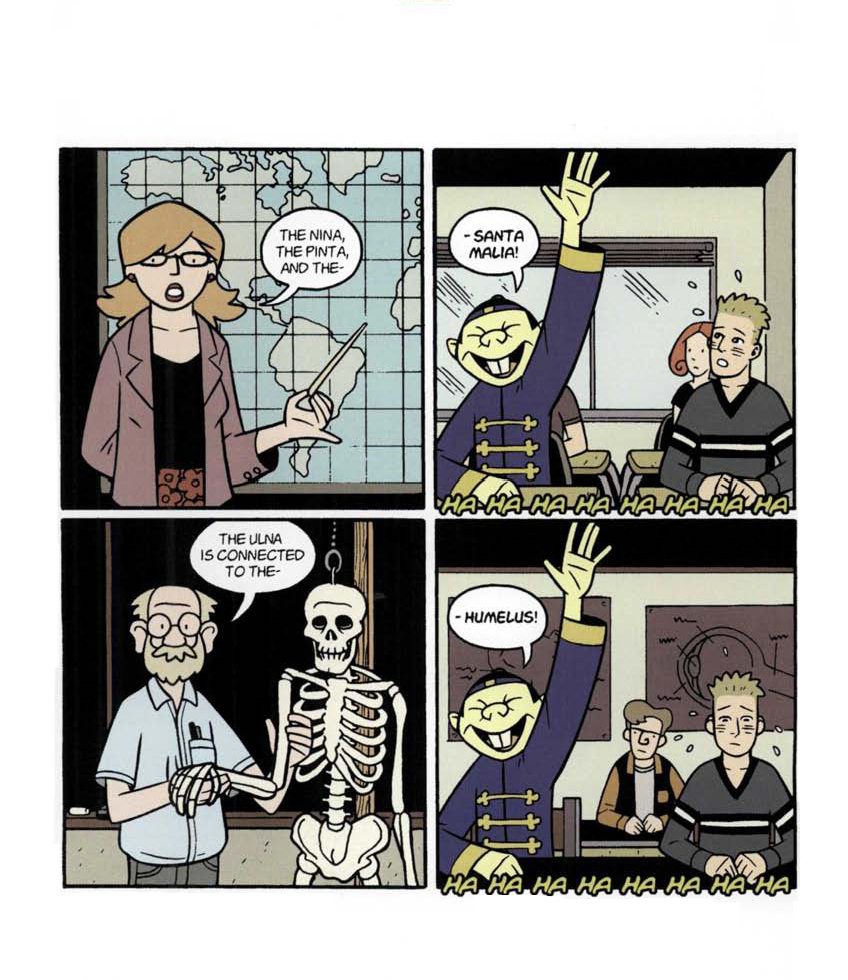 THE NINA,
THE PINTA,
AND THE-
- SANTA
MALIA!
HA HA HA HA HA HA HA HA
THE ULNA
IS CONNECTED
TO THE-
- HUMELUS!
HA HA HA HA HA HA HA HA